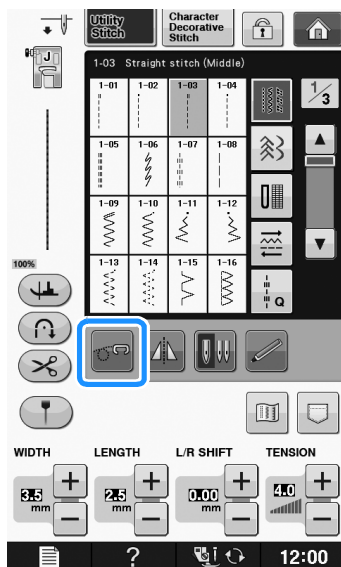 Utility
Stitch
Character
Decorative
Stitch
J
1-03 Straight stitch (Middle)
1/3
1-01 1-02 1-03 1-04
1-05 1-06 1-07 1-08
1-09 1-10 1-11 1-12
1-13 1-14 1-15 1-16
Q
100%
WIDTH LENGTH L/R SHIFT TENSION
3.5 mm + − 2.5 mm + − 0.00 mm + − 4.0 + −
? 12:00